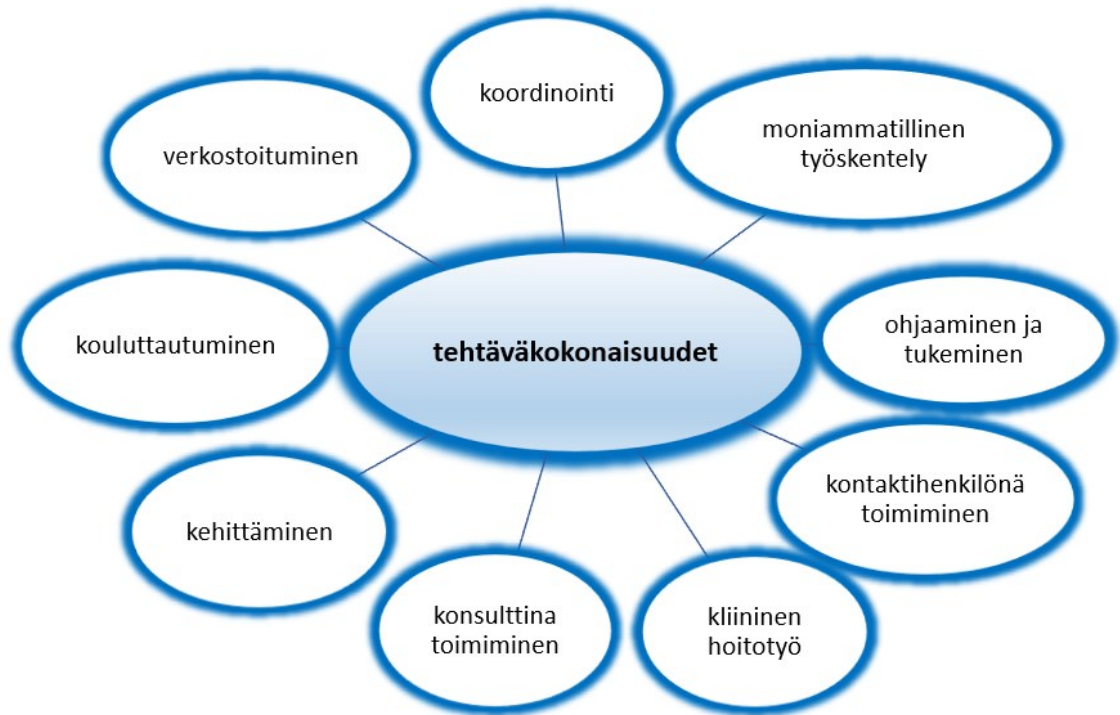 koordinointi
moniammatillinen
työskentely
verkostoituminen
ohjaaminen ja
tukeminen
kouluttautuminen
tehtäväkokonaisuudet
kontaktihenkilönä
toimiminen
kehittäminen
konsulttina
toimiminen
kliininen
hoitotyö